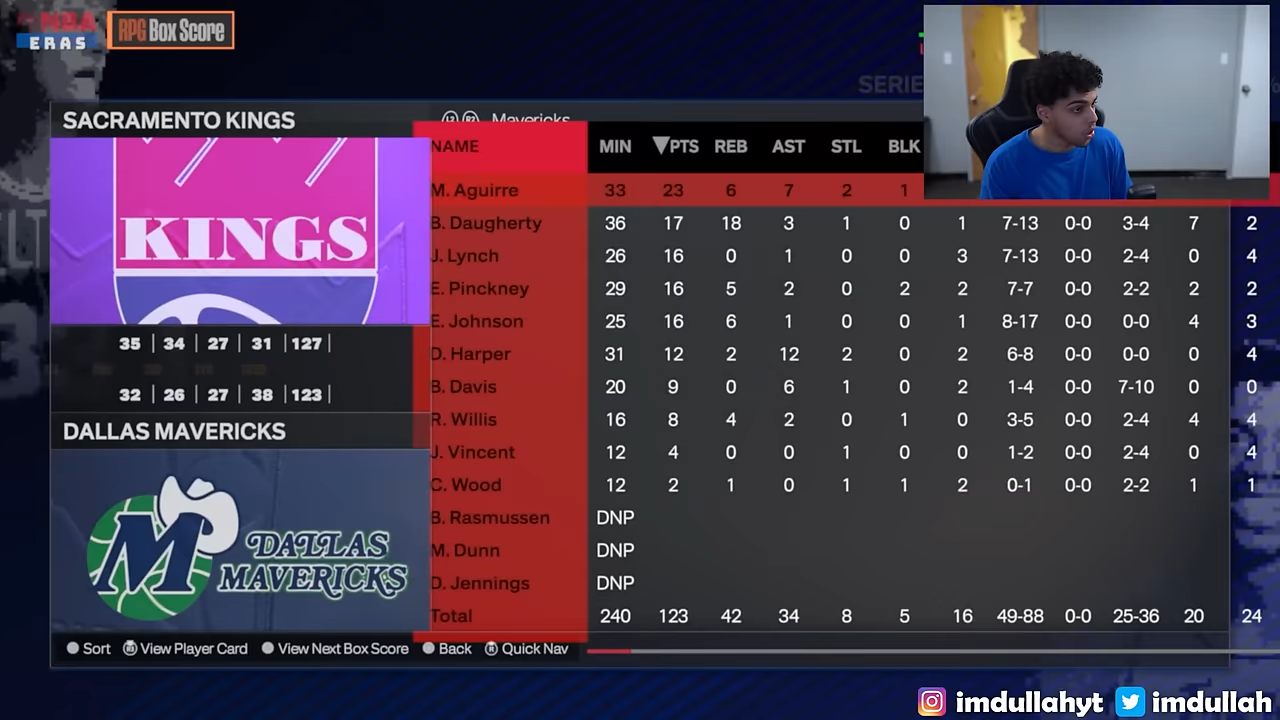 NBA
ERAS
RPG Box Score
SERIE
SACRAMENTO KINGS
Mavericks
KINGS
35 34 27 31 127
32 26 27 38 123
DALLAS MAVERICKS
M
DALLAS
MAVERICKS
NAME MIN PTS REB AST STL BLK
M. Aguirre 33 23 6 7 2 1
B. Daugherty 36 17 18 3 1 0 1 7-13 0-0 3-4 7 2
J. Lynch 26 16 0 1 0 0 3 7-13 0-0 2-4 0 4
E. Pinckney 29 16 5 2 0 2 2 7-7 0-0 2-2 2 2
E. Johnson 25 16 6 1 0 0 1 8-17 0-0 0-0 4 3
D. Harper 31 12 2 12 2 0 2 6-8 0-0 0-0 0 4
B. Davis 20 9 0 6 1 0 2 1-4 0-0 7-10 0 0
R. Willis 16 8 4 2 0 1 0 3-5 0-0 2-4 4 4
J. Vincent 12 4 0 0 1 0 0 1-2 0-0 2-4 0 4
C. Wood 12 2 1 0 1 1 2 0-1 0-0 2-2 1 1
B. Rasmussen DNP
M. Dunn DNP
D. Jennings DNP
Total 240 123 42 34 8 5 16 49-88 0-0 25-36 20 24
Sort View Player Card View Next Box Score Back Quick Nav
imdullahyt imdullah